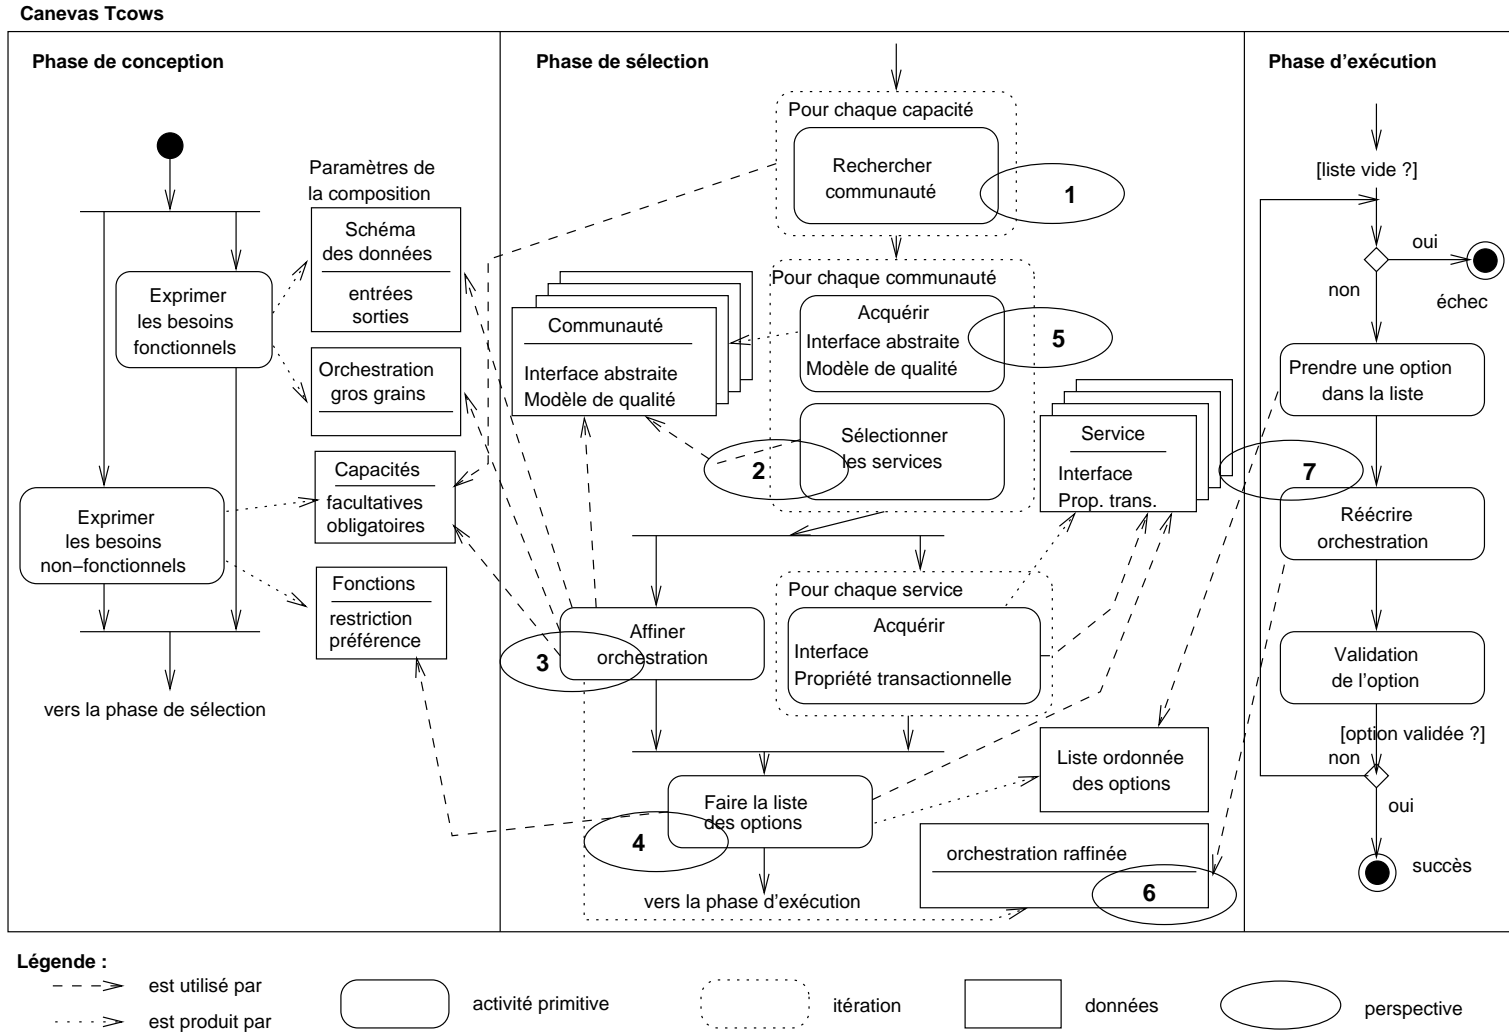 Canevas Tcows
Phase de conception
Paramètres de
la composition
Schéma
des données
entrées
sorties
Exprimer
les besoins
fonctionnels
Orchestration
gros grains
Capacités
facultatives
obligatoires
Exprimer
les besoins
non–fonctionnels
Fonctions
restriction
préférence
vers la phase de sélection
Phase de sélection
Pour chaque capacité
Rechercher
communauté
1
Pour chaque communauté
Acquérir
Interface abstraite
Modèle de qualité
5
Communauté
Interface abstraite
Modèle de qualité
Sélectionner
les services
2
Service
Interface
Prop. trans.
Pour chaque service
Acquérir
Interface
Propriété transactionnelle
Affiner
orchestration
3
Liste ordonnée
des options
Faire la liste
des options
4
orchestration raffinée
6
vers la phase d'exécution
Phase d'exécution
[liste vide ?]
oui
échec
non
Prendre une option
dans la liste
7
Réécrire
orchestration
Validation
de l'option
[option validée ?]
non
oui
succès
Légende :
est utilisé par
est produit par
activité primitive
itération
données
perspective